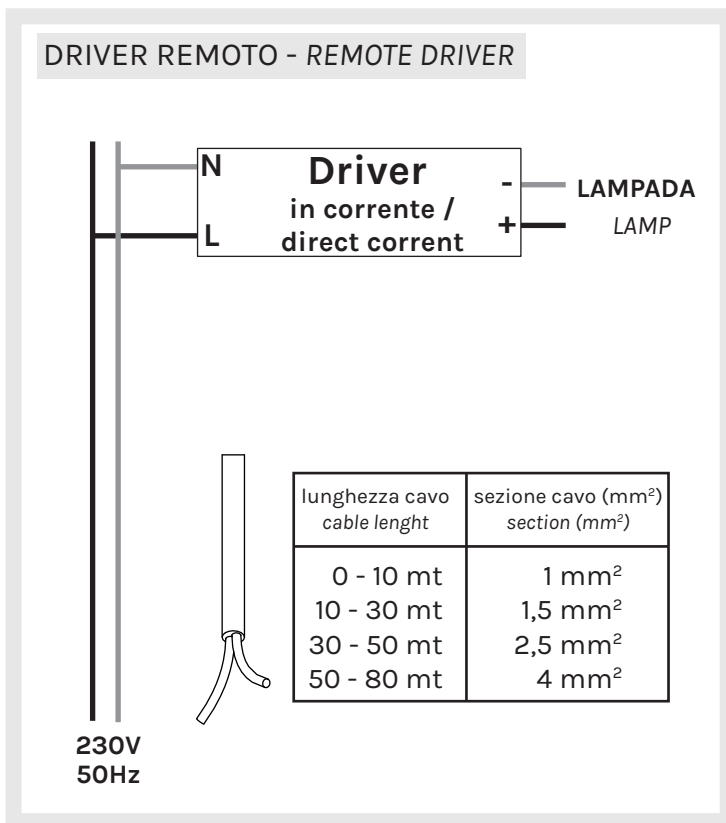 DRIVER REMOTO - REMOTE DRIVER
N
Driver
in corrente /
direct current
L
-
+
LAMPADA
LAMP
lunghezza cavo sezione cavo (mm²)
cable lenght section (mm²)
0 - 10 mt 1 mm²
10 - 30 mt 1,5 mm²
30 - 50 mt 2,5 mm²
50 - 80 mt 4 mm²
230V
50Hz